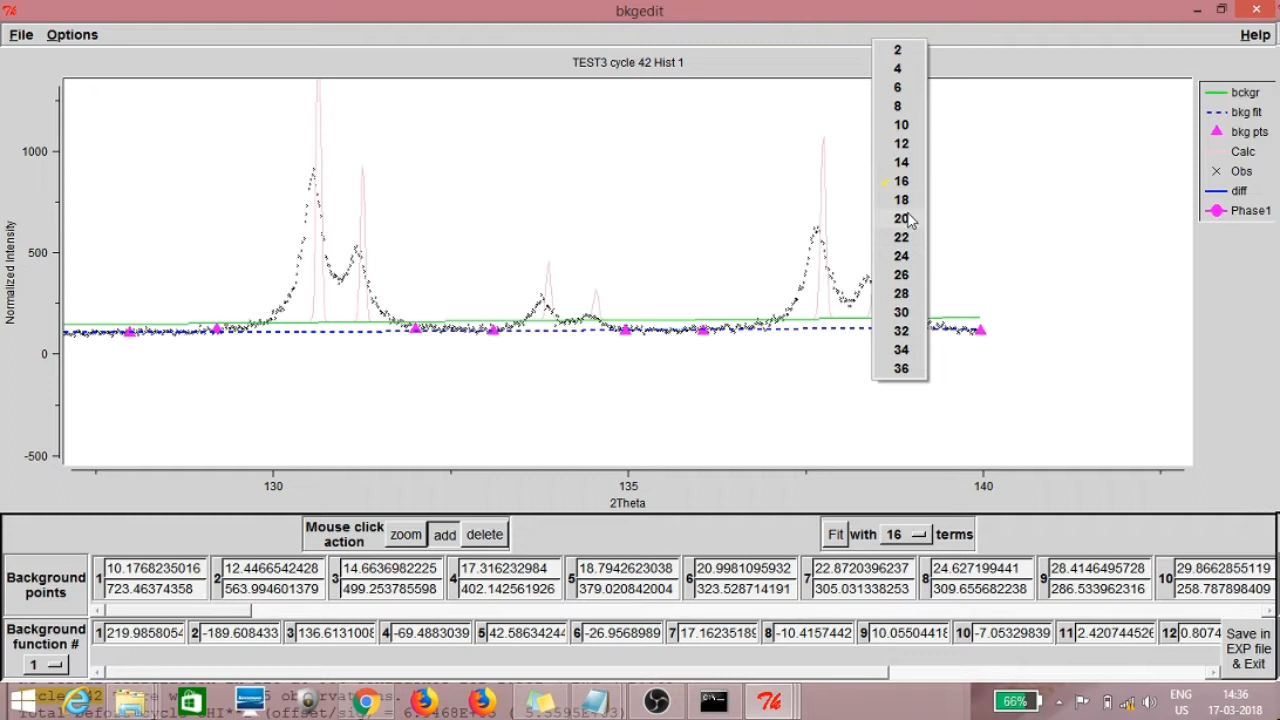 bkgedit
File Options Help
TEST3 cycle 42 Hist 1
Normalized Intensity
1000
500
0
-500
130
135
140
2Theta
2
4
6
8
10
12
14
16
18
20
22
24
26
28
30
32
34
36
bckgr
bkg fit
bkg pts
Calc
Obs
diff
Phase1
Mouse click
action
zoom add delete
Fit with 16 terms
Background
points
1 10.1768235016 2 12.4466542428 3 14.6636982225 4 17.316232984 5 18.7942623038 6 20.9981095932 7 22.8720396237 8 24.627199441 9 28.4146495728 10 29.8662855119
723.46374358 563.994601379 499.253785598 402.142561926 379.020842004 323.528714191 305.031338253 309.655682238 286.533962316 258.787898409
Background
function #
1
1 219.9858054 2 -189.608433 3 136.6131008 4 -69.4883039 5 42.58634244 6 -26.9568989 7 17.16235185 8 -10.4157442 9 10.05504418 10 -7.05329839 11 2.420744526 12 0.8074
Save in
EXP file
& Exit
66%
ENG
US
14:36
17-03-2018